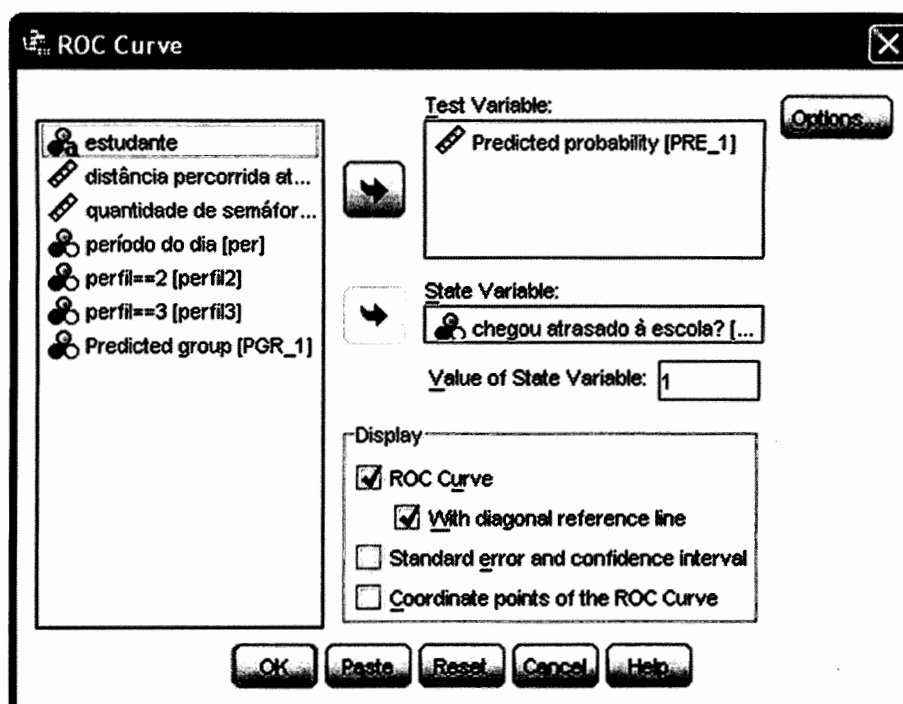 ROC Curve
Test Variable:
Options...
estudante
distância percorrida at...
quantidade de semáfor...
período do dia [per]
perfil==2 [perfil2]
perfil==3 [perfil3]
Predicted group [PGR_1]
Predicted probability [PRE_1]
State Variable:
chegou atrasado à escola? [...
Value of State Variable: 1
Display
ROC Curve
With diagonal reference line
Standard error and confidence interval
Coordinate points of the ROC Curve
OK
Paste
Reset
Cancel
Help